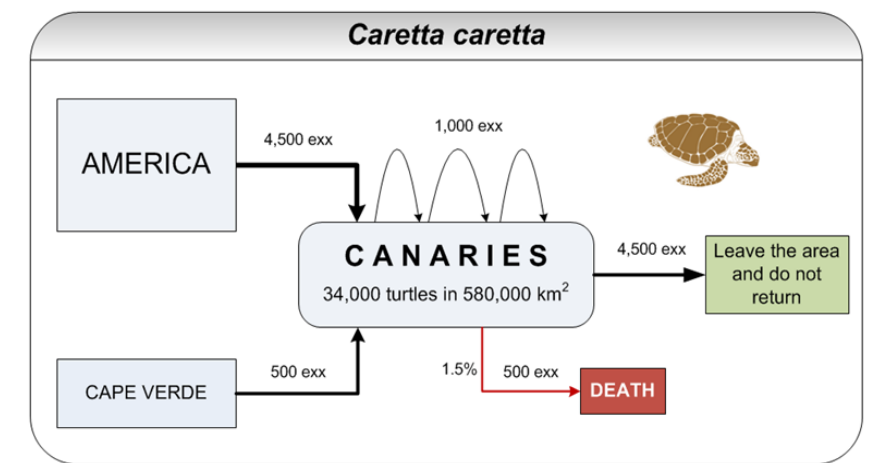 Caretta caretta
AMERICA
4,500 exx
1,000 exx
CANARIES
34,000 turtles in 580,000 km²
4,500 exx
Leave the area
and do not
return
CAPE VERDE
500 exx
1.5%
500 exx
DEATH